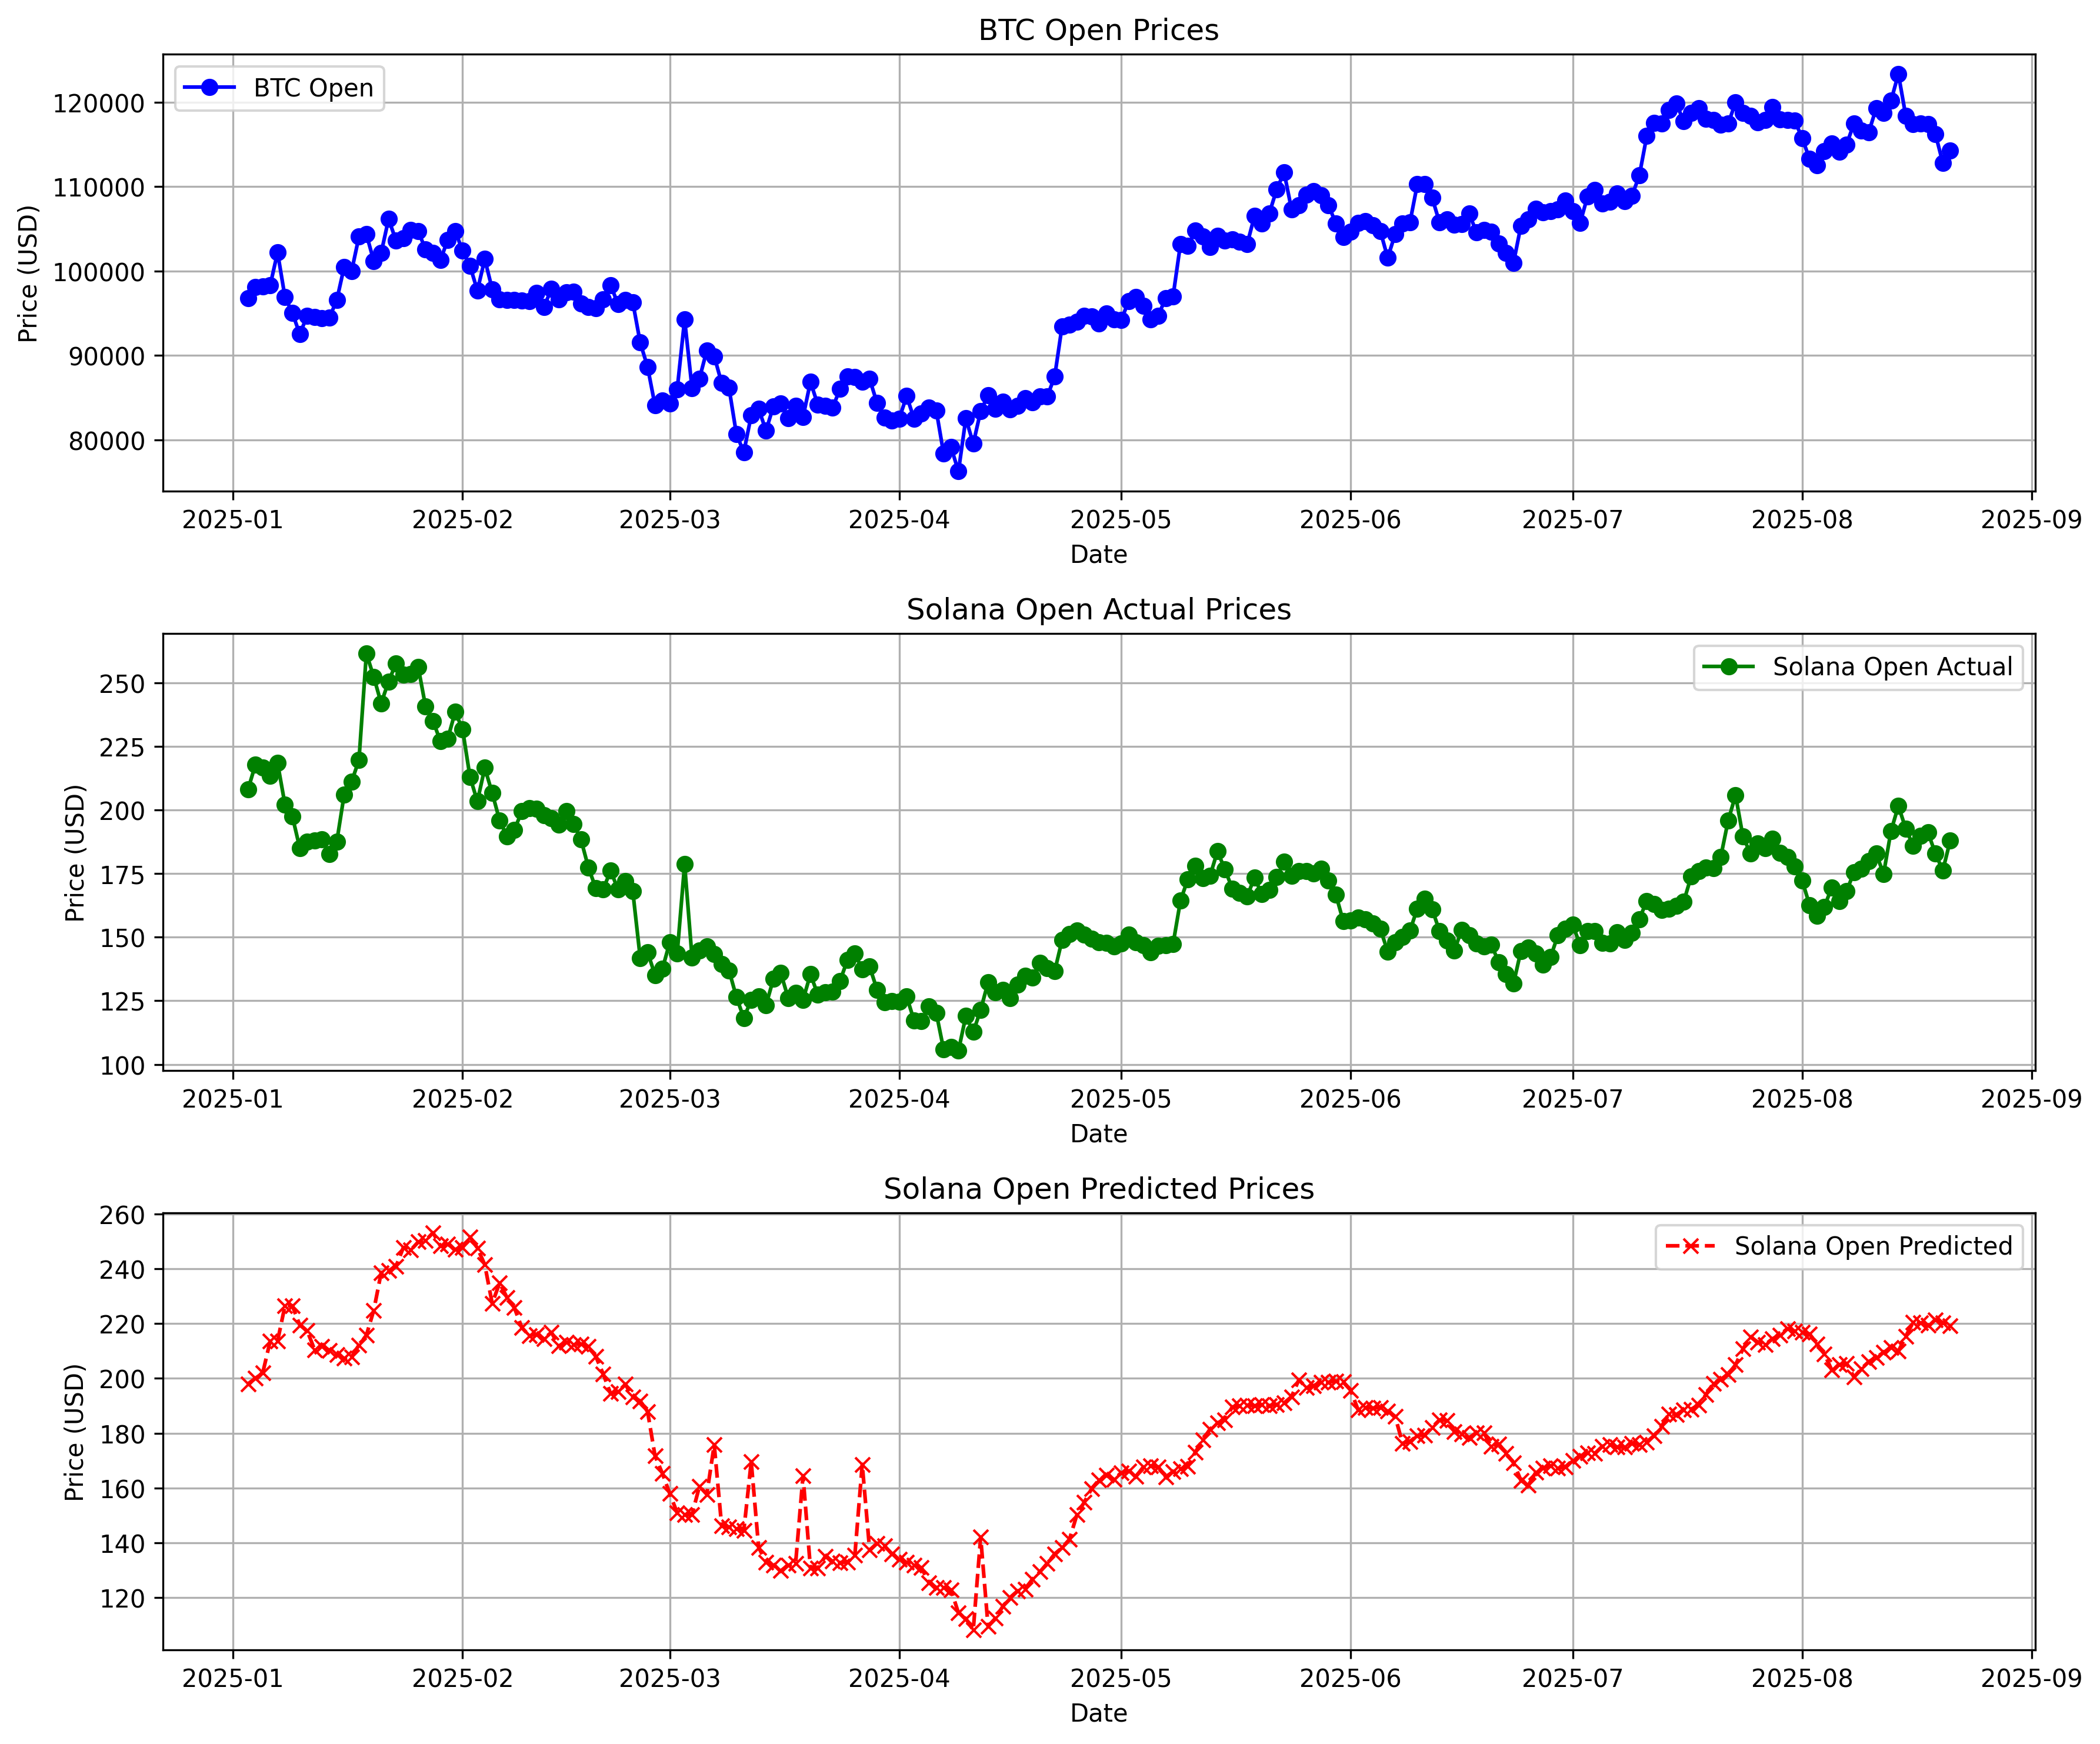 BTC Open Prices
BTC Open
120000
110000
100000
90000
80000
Price (USD)
2025-01 2025-02 2025-03 2025-04 2025-05 2025-06 2025-07 2025-08 2025-09
Date
Solana Open Actual Prices
Solana Open Actual
250
225
200
175
150
125
100
Price (USD)
2025-01 2025-02 2025-03 2025-04 2025-05 2025-06 2025-07 2025-08 2025-09
Date
Solana Open Predicted Prices
Solana Open Predicted
260
240
220
200
180
160
140
120
Price (USD)
2025-01 2025-02 2025-03 2025-04 2025-05 2025-06 2025-07 2025-08 2025-09
Date